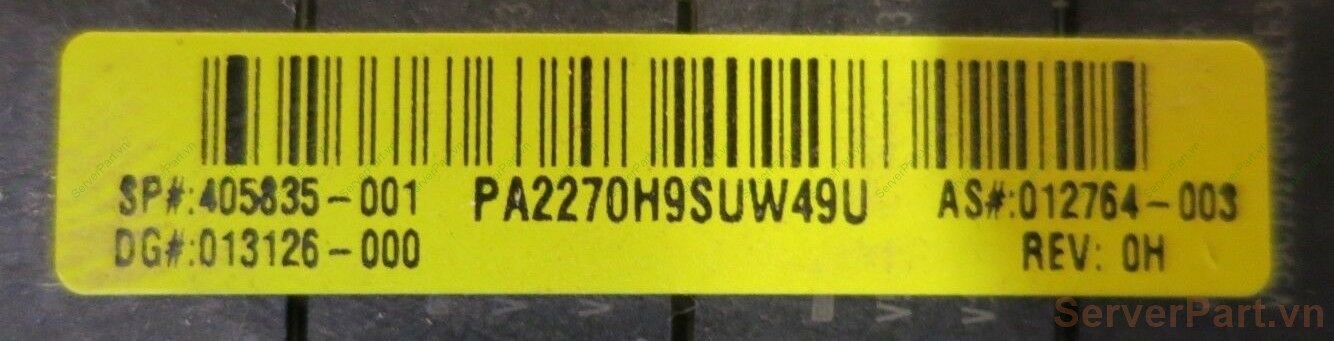 SP#:405835-001 PA2270H9SUW49U AS#:012764-003
DG#:013126-000 REV: 0H
ServerPart.vn